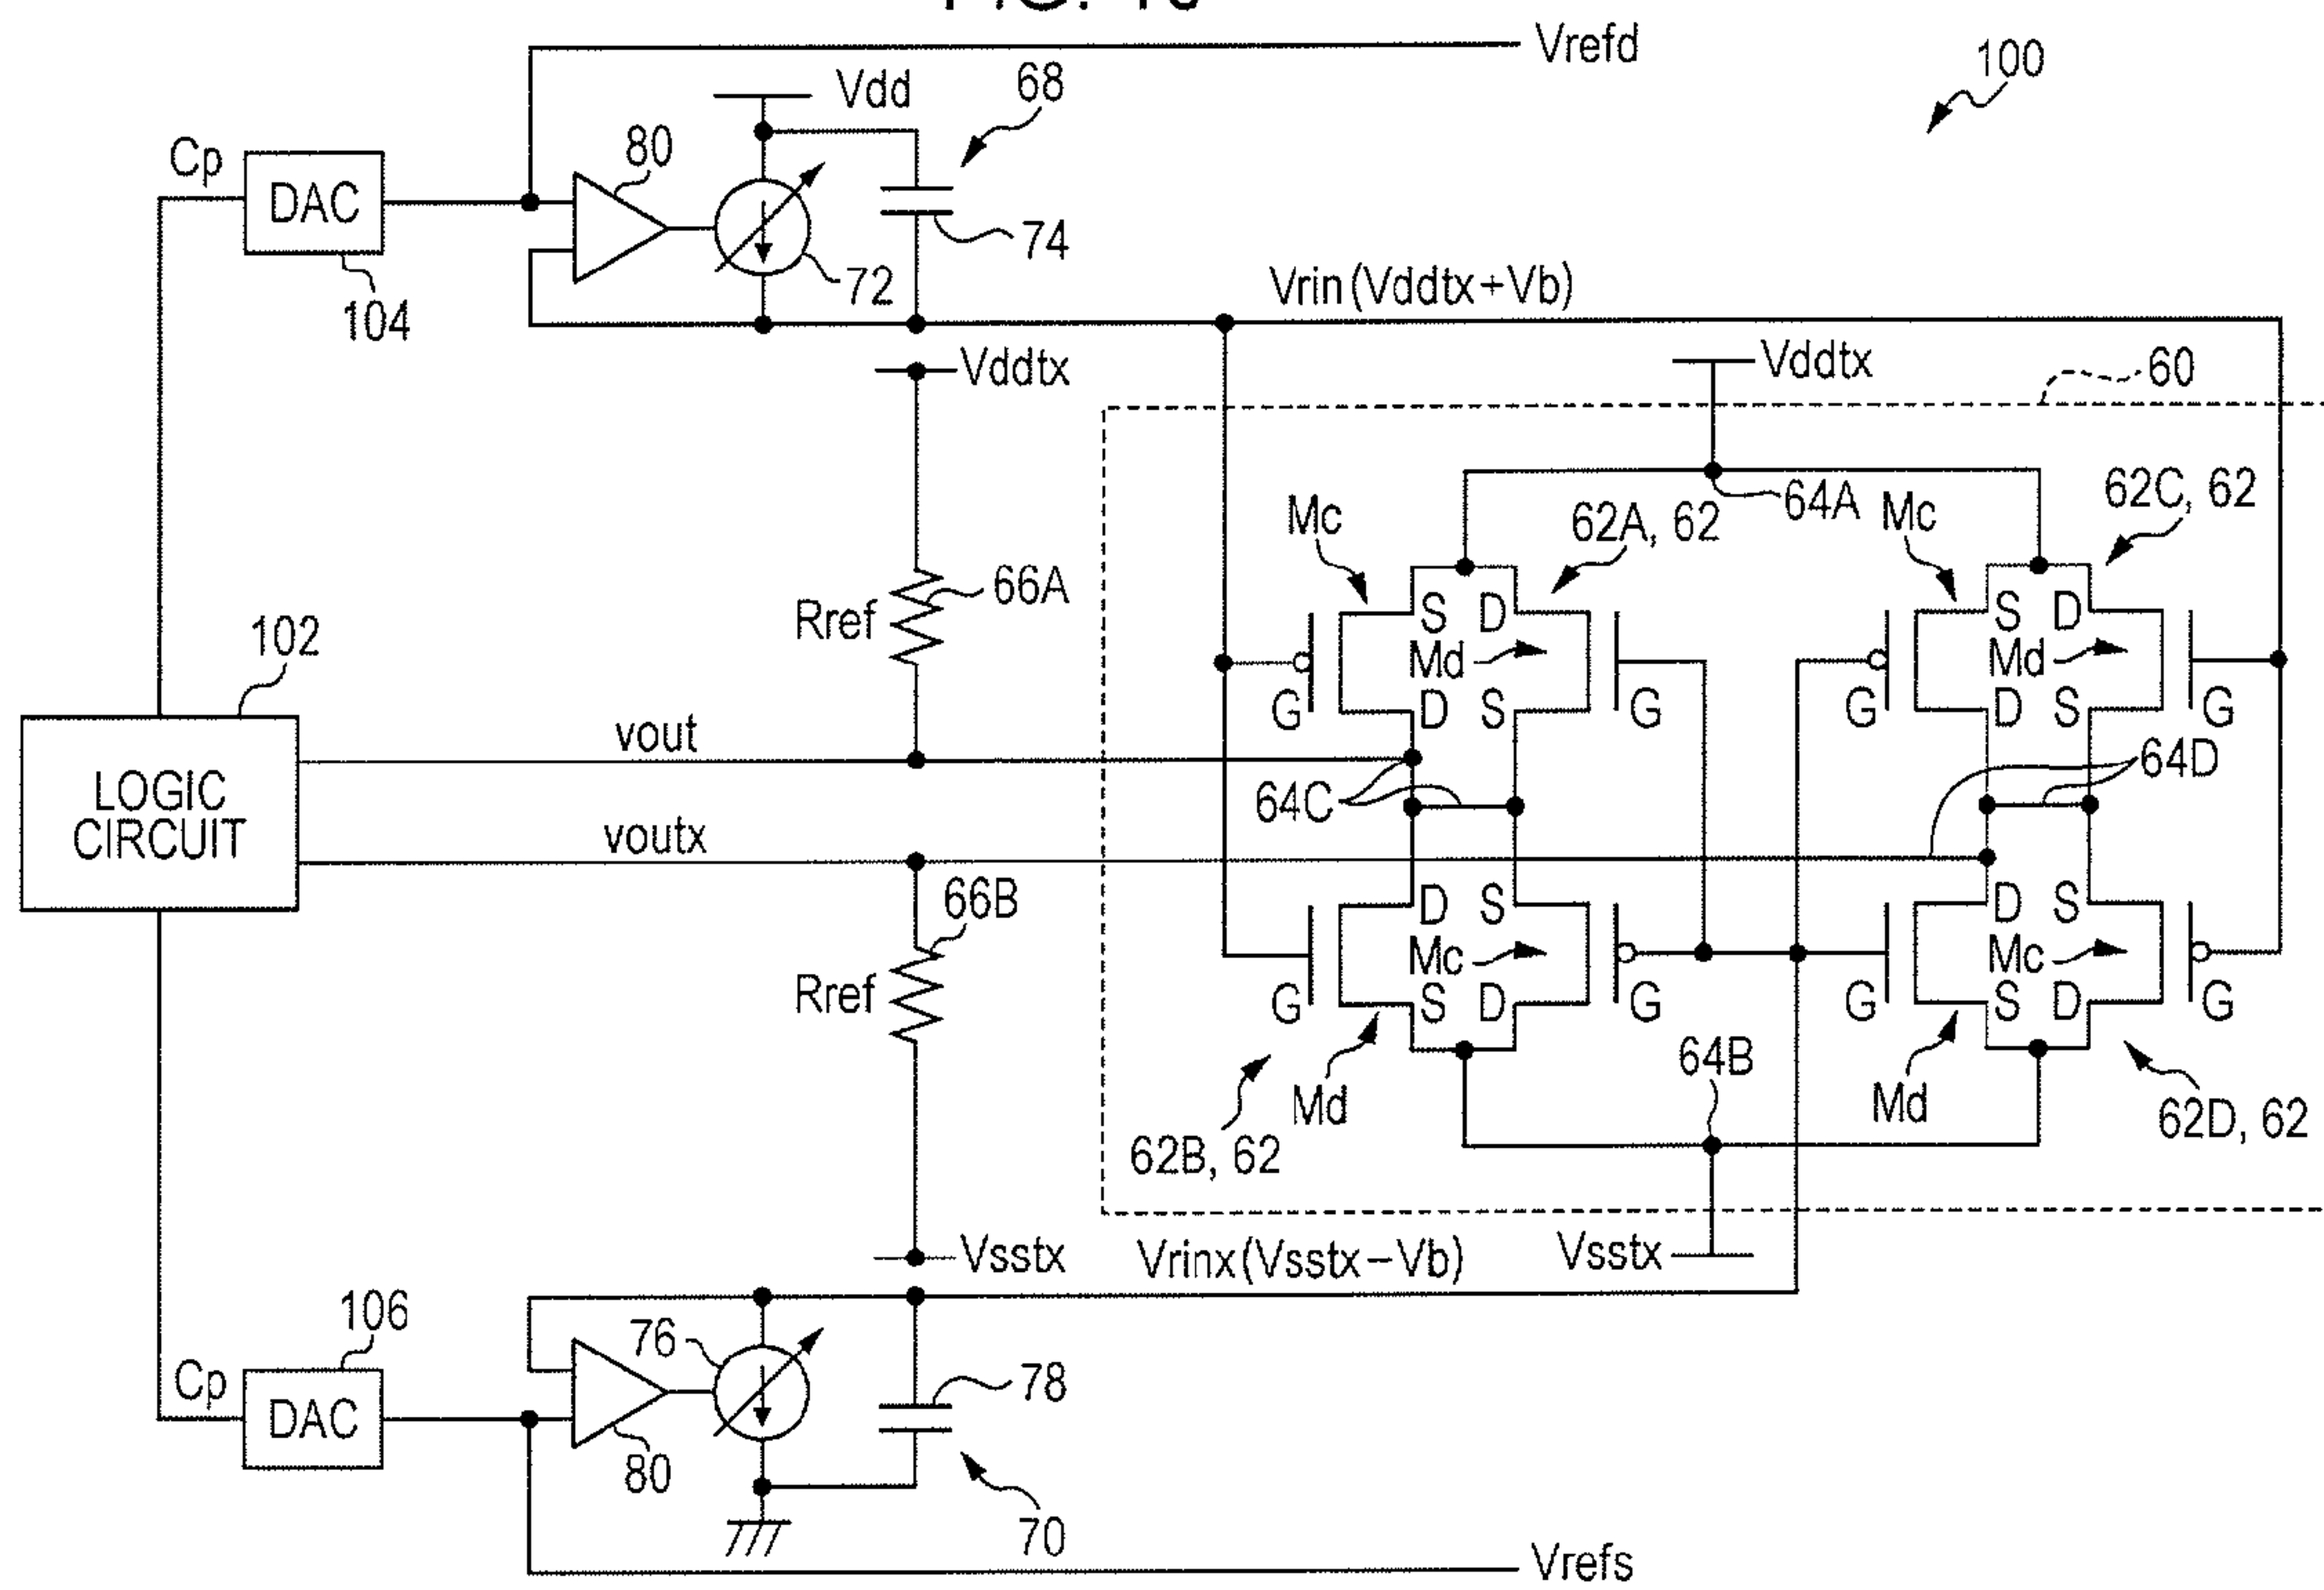 Vrefd
100
Vdd
68
Cp
80
DAC
74
72
104
Vrin(Vddtx+Vb)
Vddtx
Vddtx
60
62C, 62
64A
Mc
Mc
62A, 62
66A
Rref
S D
S D
102
Md
Md
G D S G
G D S G
vout
64D
LOGIC
CIRCUIT
64C
voutx
66B
D S
D S
Mc
Mc
Rref
G S D G
G S D G
64B
Md
Md
62B, 62
62D, 62
Vsstx
Vrinx(Vsstx-Vb)
Vsstx
106
76
Cp
78
DAC
80
70
Vrefs